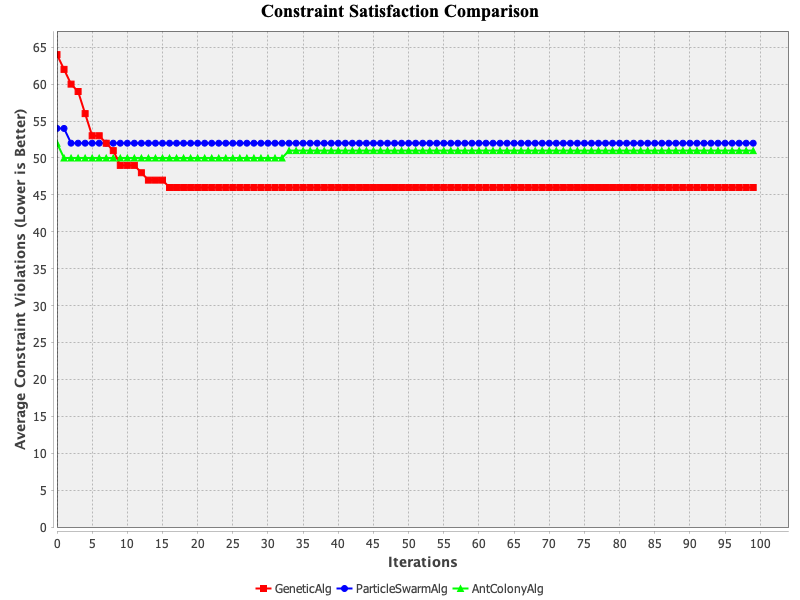 Constraint Satisfaction Comparison
Average Constraint Violations (Lower is Better)
65
60
55
50
45
40
35
30
25
20
15
10
5
0
0 5 10 15 20 25 30 35 40 45 50 55 60 65 70 75 80 85 90 95 100
Iterations
GeneticAlg ParticleSwarmAlg AntColonyAlg